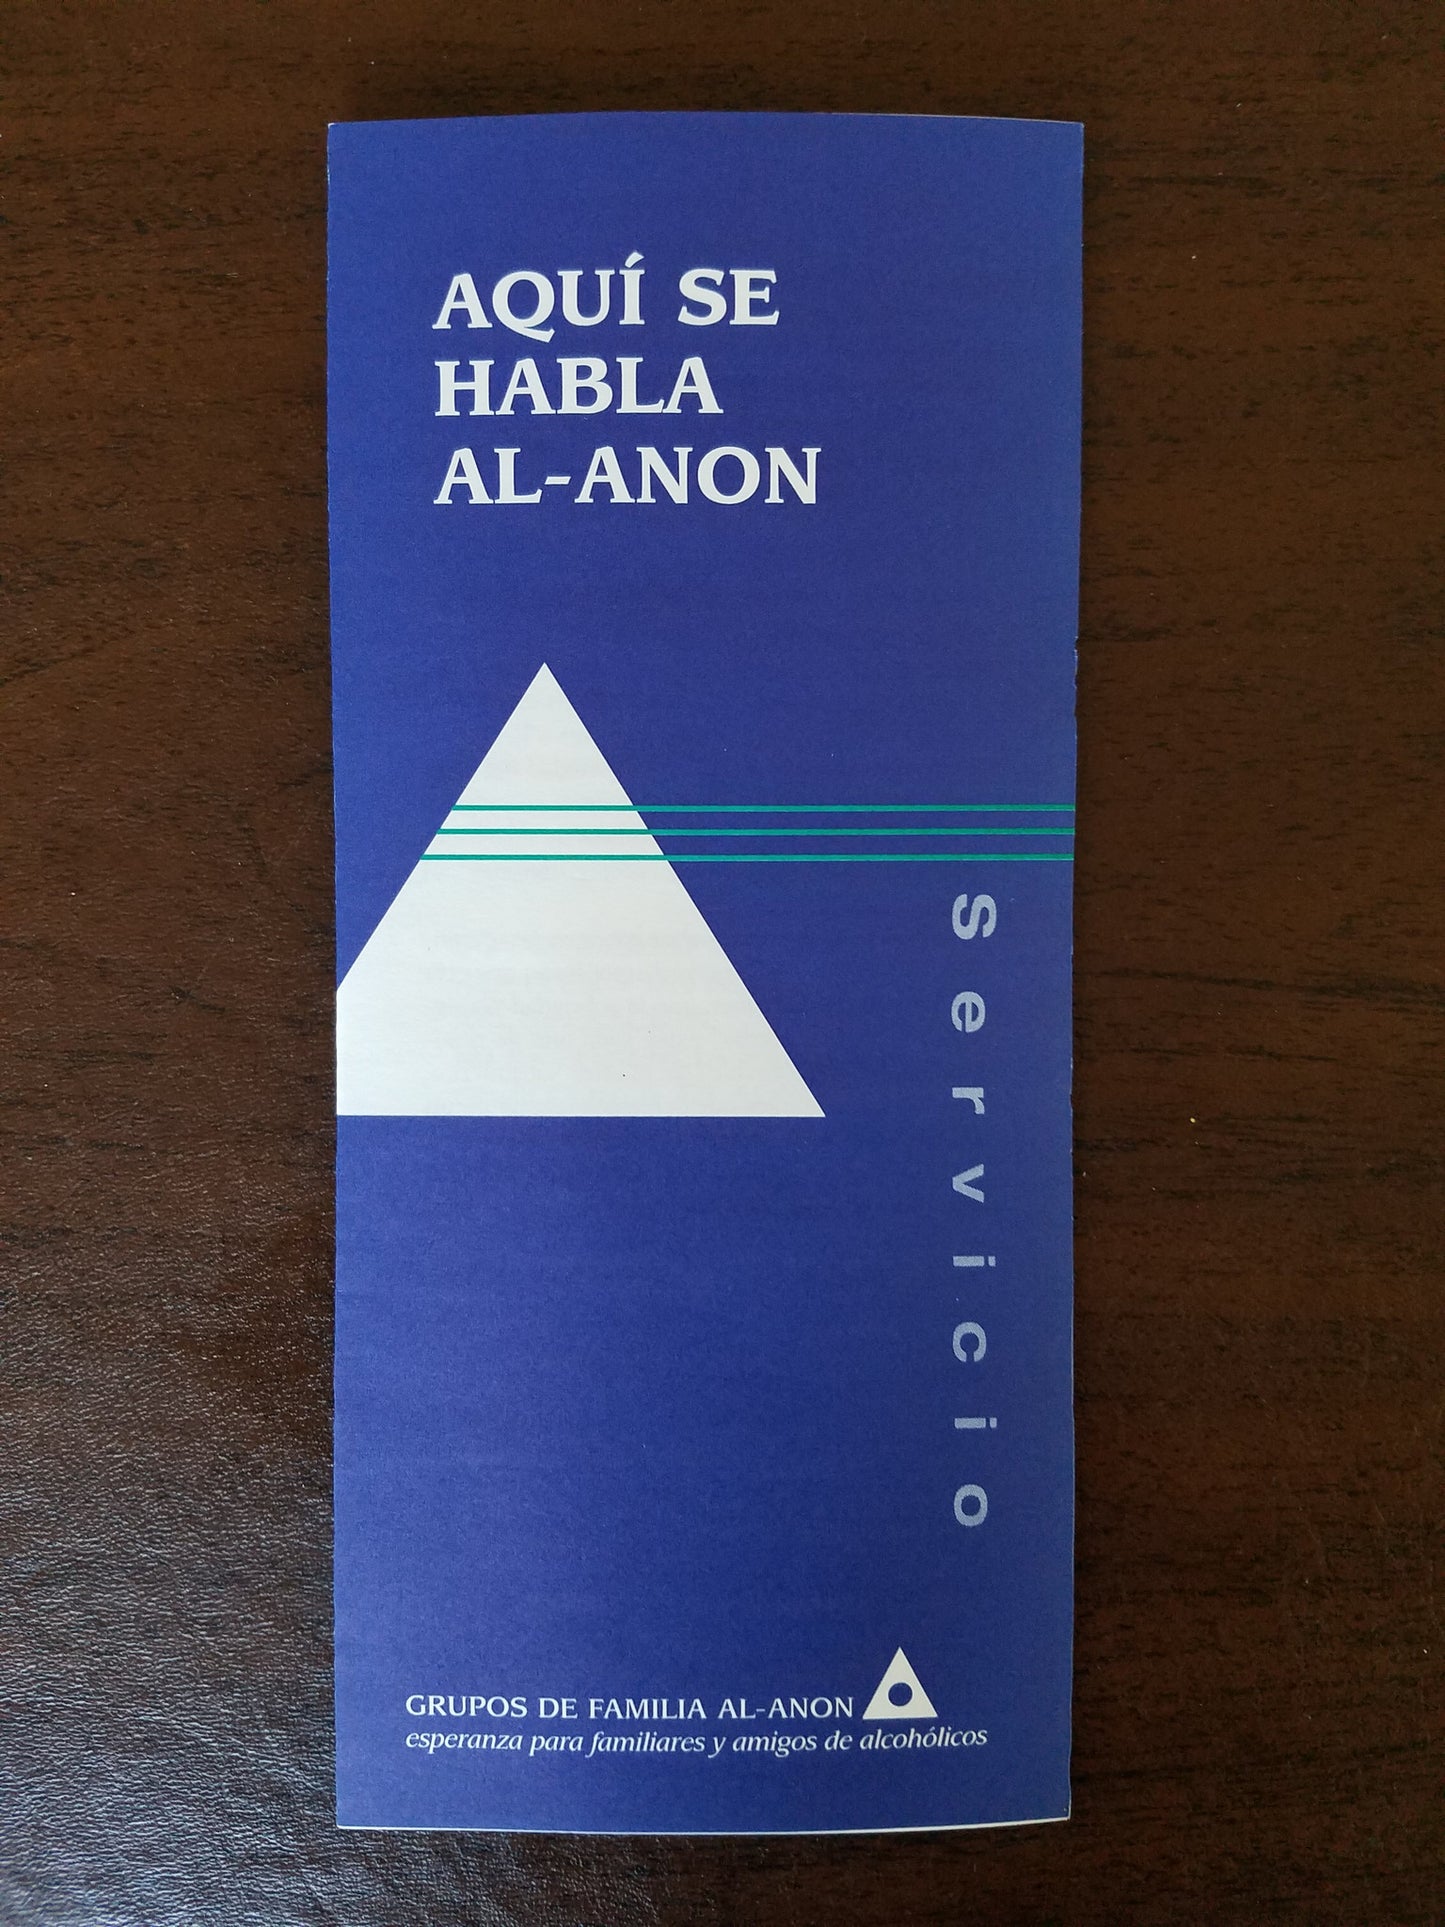 AQUÍ SE
HABLA
AL-ANON
Servicio
GRUPOS DE FAMILIA AL-ANON
esperanza para familiares y amigos de alcohólicos